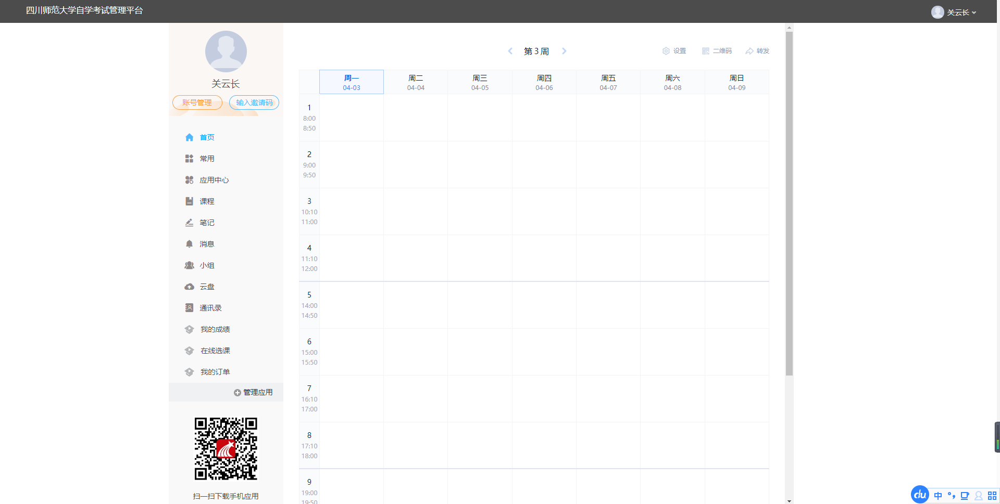 四川师范大学自学考试管理平台
关云长
关云长
账号管理
输入邀请码
首页
常用
应用中心
课程
笔记
消息
小组
云盘
通讯录
我的成绩
在线选课
我的订单
管理应用
扫一扫下载手机应用
第 3 周
设置
二维码
转发
周一 周二 周三 周四 周五 周六 周日
04-03 04-04 04-05 04-06 04-07 04-08 04-09
1
8:00
8:50
2
9:00
9:50
3
10:10
11:00
4
11:10
12:00
5
14:00
14:50
6
15:00
15:50
7
16:10
17:00
8
17:10
18:00
9
19:00
19:50
du 中